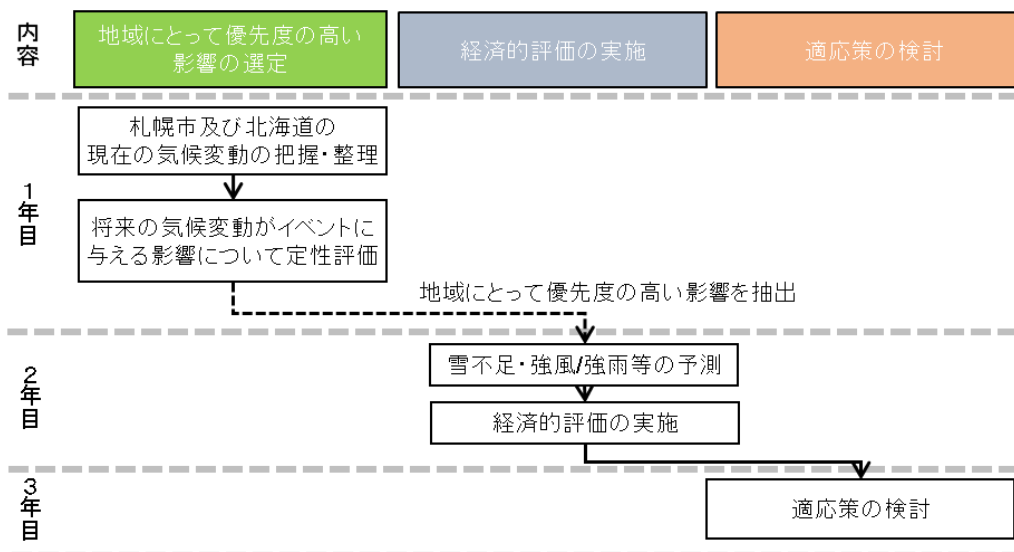 内容
地域にとって優先度の高い
影響の選定
経済的評価の実施
適応策の検討
1年目
札幌市及び北海道の
現在の気候変動の把握・整理
将来の気候変動がイベントに
与える影響について定性評価
地域にとって優先度の高い影響を抽出
2年目
雪不足・強風/強雨等の予測
経済的評価の実施
3年目
適応策の検討